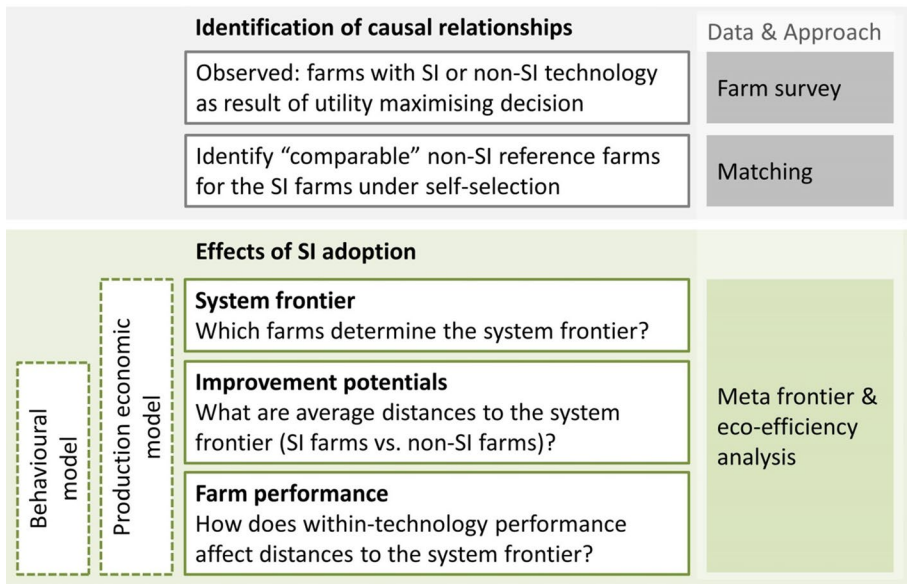 Identification of causal relationships
Data & Approach
Observed: farms with SI or non-SI technology
as result of utility maximising decision
Farm survey
Identify “comparable” non-SI reference farms
for the SI farms under self-selection
Matching
Effects of SI adoption
Behavioural
model
Production economic
model
System frontier
Which farms determine the system frontier?
Improvement potentials
What are average distances to the system
frontier (SI farms vs. non-SI farms)?
Farm performance
How does within-technology performance
affect distances to the system frontier?
Meta frontier &
eco-efficiency
analysis